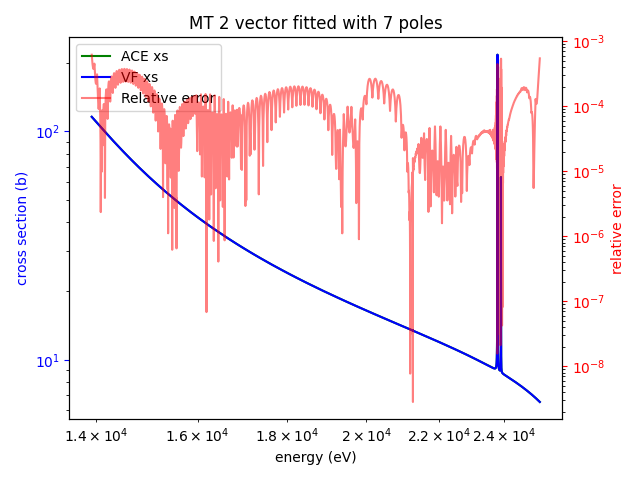 MT 2 vector fitted with 7 poles
ACE xs
VF xs
Relative error
cross section (b)
10²
10¹
10⁻³
10⁻⁴
10⁻⁵
10⁻⁶
10⁻⁷
10⁻⁸
relative error
1.4 × 10⁴ 1.6 × 10⁴ 1.8 × 10⁴ 2 × 10⁴ 2.2 × 10⁴ 2.4 × 10⁴
energy (eV)